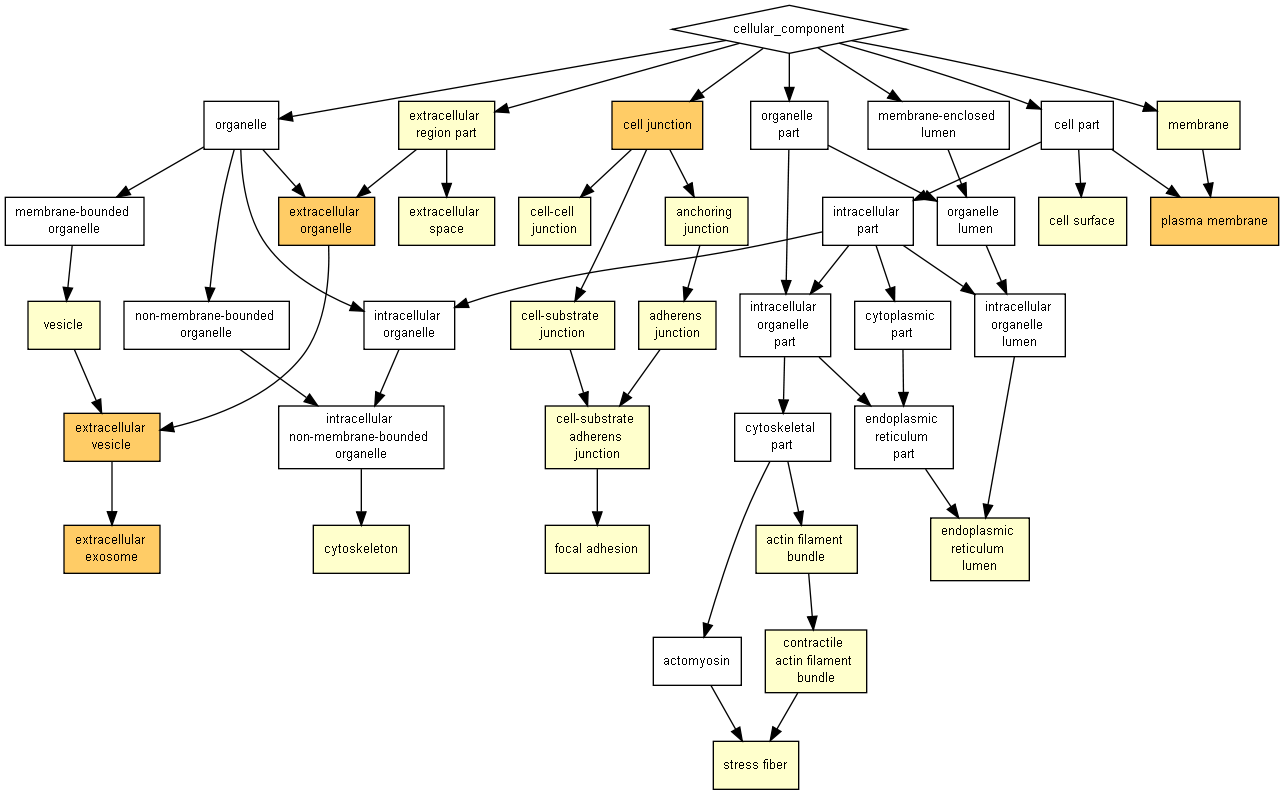 cellular_component
organelle
extracellular
region part
cell junction
organelle
part
membrane-enclosed
lumen
cell part
membrane
membrane-bounded
organelle
extracellular
organelle
extracellular
space
cell-cell
junction
anchoring
junction
intracellular
part
organelle
lumen
cell surface
plasma membrane
vesicle
non-membrane-bounded
organelle
intracellular
organelle
cell-substrate
junction
adherens
junction
intracellular
organelle
part
cytoplasmic
part
intracellular
organelle
lumen
extracellular
vesicle
intracellular
non-membrane-bounded
organelle
cell-substrate
adherens
junction
cytoskeletal
part
endoplasmic
reticulum
part
extracellular
exosome
cytoskeleton
focal adhesion
actin filament
bundle
endoplasmic
reticulum
lumen
actomyosin
contractile
actin filament
bundle
stress fiber